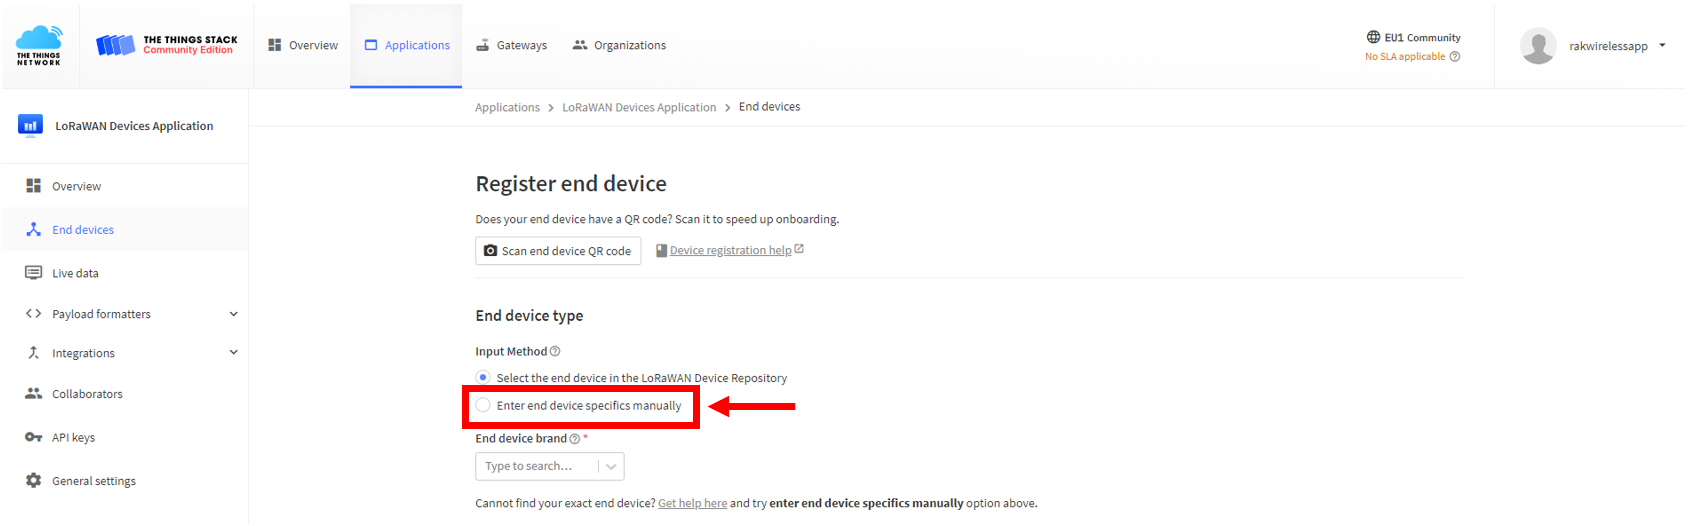 THE THINGS
NETWORK
THE THINGS STACK
Community Edition
Overview
Applications
Gateways
Organizations
EU1 Community
No SLA applicable
rakwirelessapp
LoRaWAN Devices Application
Overview
End devices
Live data
Payload formatters
Integrations
Collaborators
API keys
General settings
Applications > LoRaWAN Devices Application > End devices
Register end device
Does your end device have a QR code? Scan it to speed up onboarding.
Scan end device QR code
Device registration help
End device type
Input Method
Select the end device in the LoRaWAN Device Repository
Enter end device specifics manually
End device brand *
Type to search...
Cannot find your exact end device? Get help here and try enter end device specifics manually option above.